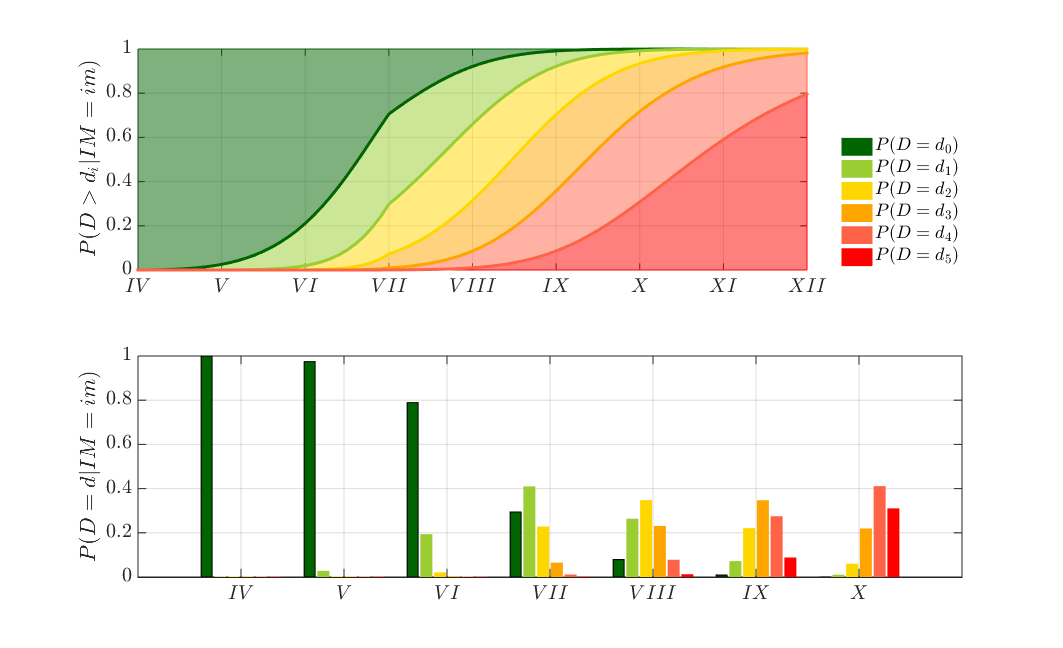 P(D > d_i|IM = im)
1
0.8
0.6
0.4
0.2
0
IV V VI VII VIII IX X XI XII
P(D = d_0)
P(D = d_1)
P(D = d_2)
P(D = d_3)
P(D = d_4)
P(D = d_5)
P(D = d|IM = im)
1
0.8
0.6
0.4
0.2
0
IV V VI VII VIII IX X